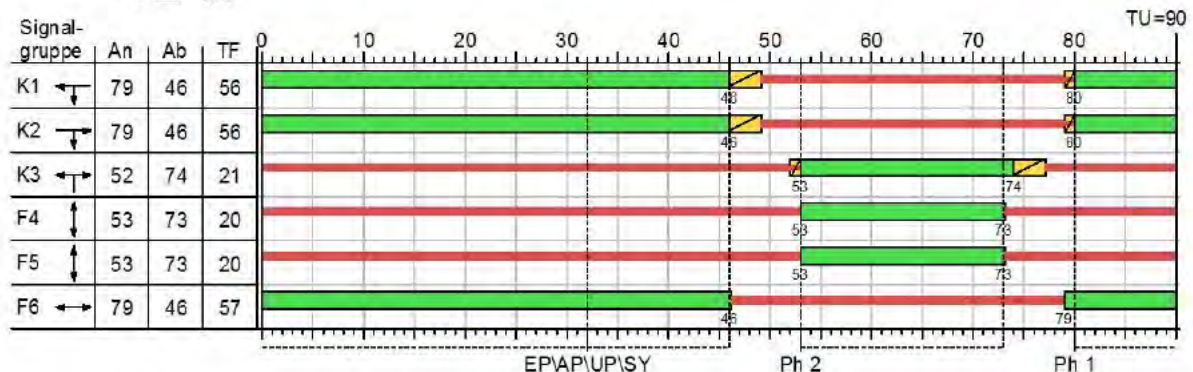 TU=90
Signal-
gruppe An Ab TF 0 10 20 30 40 50 60 70 80 90
K1 79 46 56
46 80
K2 79 46 56
46 80
K3 52 74 21
53 74
F4 53 73 20
53 73
F5 53 73 20
53 73
F6 79 46 57
46 79
EP\AP\UP\SY Ph 2 Ph 1